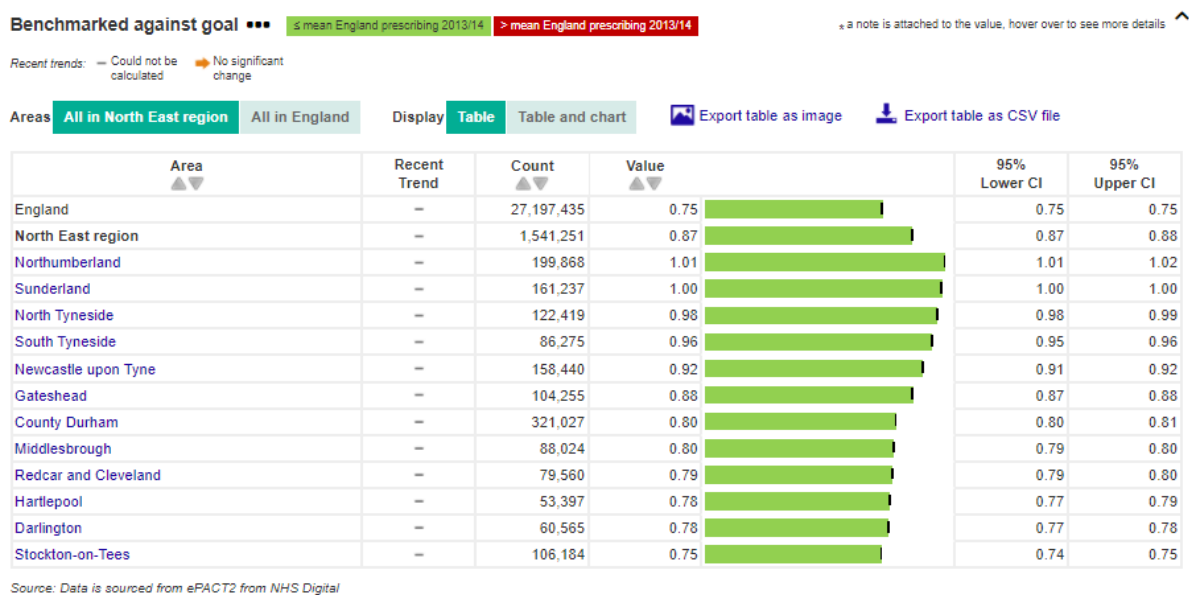 Benchmarked against goal ••• ≤ mean England prescribing 2013/14 > mean England prescribing 2013/14 * a note is attached to the value, hover over to see more details
Recent trends: – Could not be calculated No significant change
Areas All in North East region All in England Display Table Table and chart Export table as image Export table as CSV file
Area Recent Trend Count Value 95% Lower CI 95% Upper CI
England – 27,197,435 0.75 0.75 0.75
North East region – 1,541,251 0.87 0.87 0.88
Northumberland – 199,868 1.01 1.01 1.02
Sunderland – 161,237 1.00 1.00 1.00
North Tyneside – 122,419 0.98 0.98 0.99
South Tyneside – 86,275 0.96 0.95 0.96
Newcastle upon Tyne – 158,440 0.92 0.91 0.92
Gateshead – 104,255 0.88 0.87 0.88
County Durham – 321,027 0.80 0.80 0.81
Middlesbrough – 88,024 0.80 0.79 0.80
Redcar and Cleveland – 79,560 0.79 0.79 0.80
Hartlepool – 53,397 0.78 0.77 0.79
Darlington – 60,565 0.78 0.77 0.78
Stockton-on-Tees – 106,184 0.75 0.74 0.75
Source: Data is sourced from ePACT2 from NHS Digital